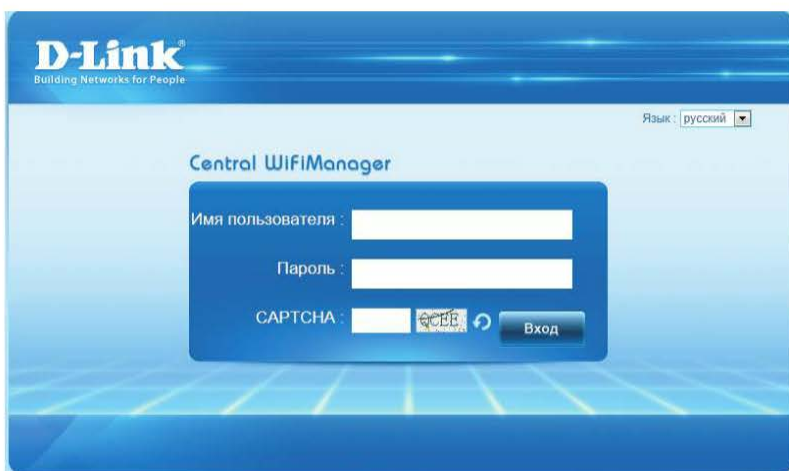 D-Link®
Building Networks for People
Язык : русский
Central WiFiManager
Имя пользователя :
Пароль :
CAPTCHA :
Вход